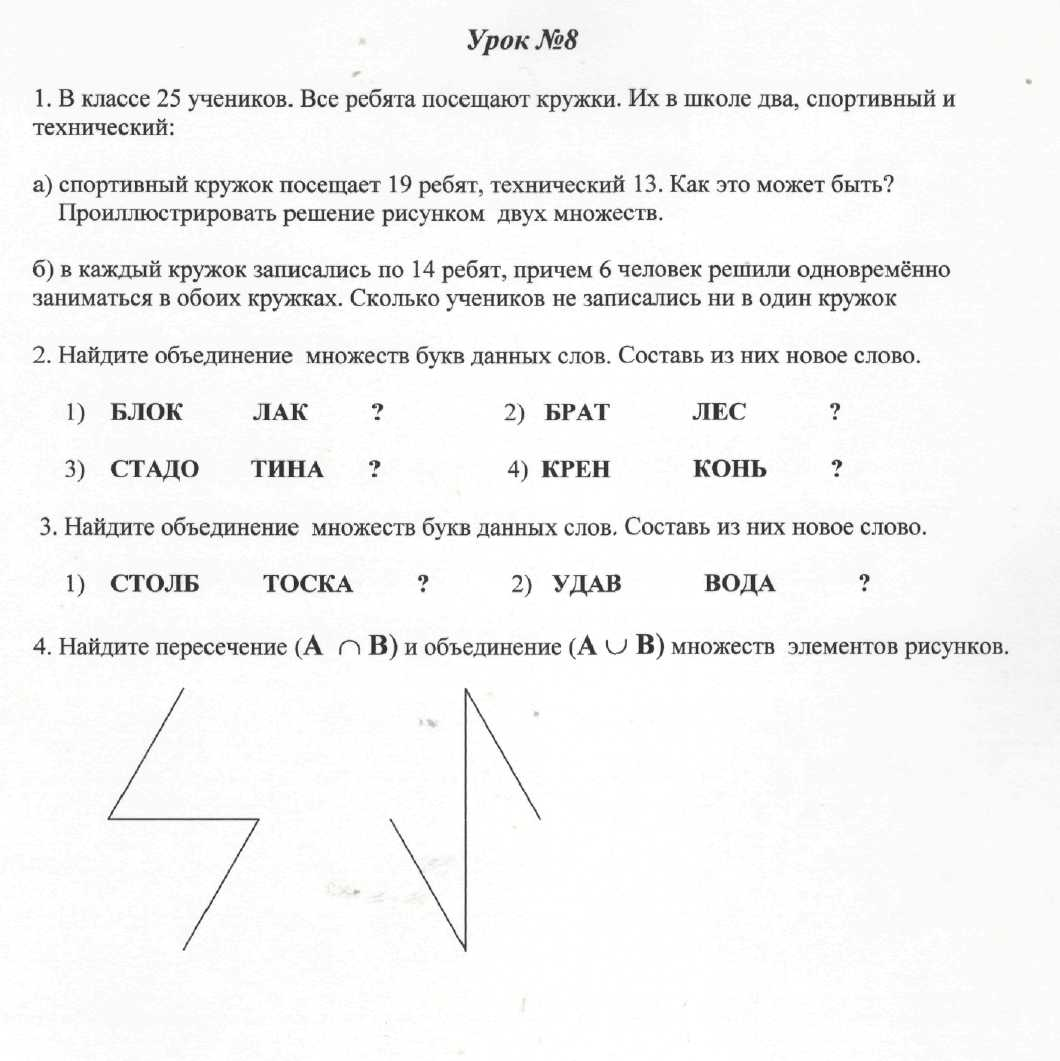 Урок №8
1. В классе 25 учеников. Все ребята посещают кружки. Их в школе два, спортивный и
технический:
а) спортивный кружок посещает 19 ребят, технический 13. Как это может быть?
Проиллюстрировать решение рисунком двух множеств.
б) в каждый кружок записались по 14 ребят, причем 6 человек решили одновремённо
заниматься в обоих кружках. Сколько учеников не записались ни в один кружок
2. Найдите объединение множеств букв данных слов. Составь из них новое слово.
1) БЛОК ЛАК ? 2) БРАТ ЛЕС ?
3) СТАДО ТИНА ? 4) КРЕН КОНЬ ?
3. Найдите объединение множеств букв данных слов. Составь из них новое слово.
1) СТОЛБ ТОСКА ? 2) УДАВ ВОДА ?
4. Найдите пересечение (А ∩ В) и объединение (А ∪ В) множеств элементов рисунков.